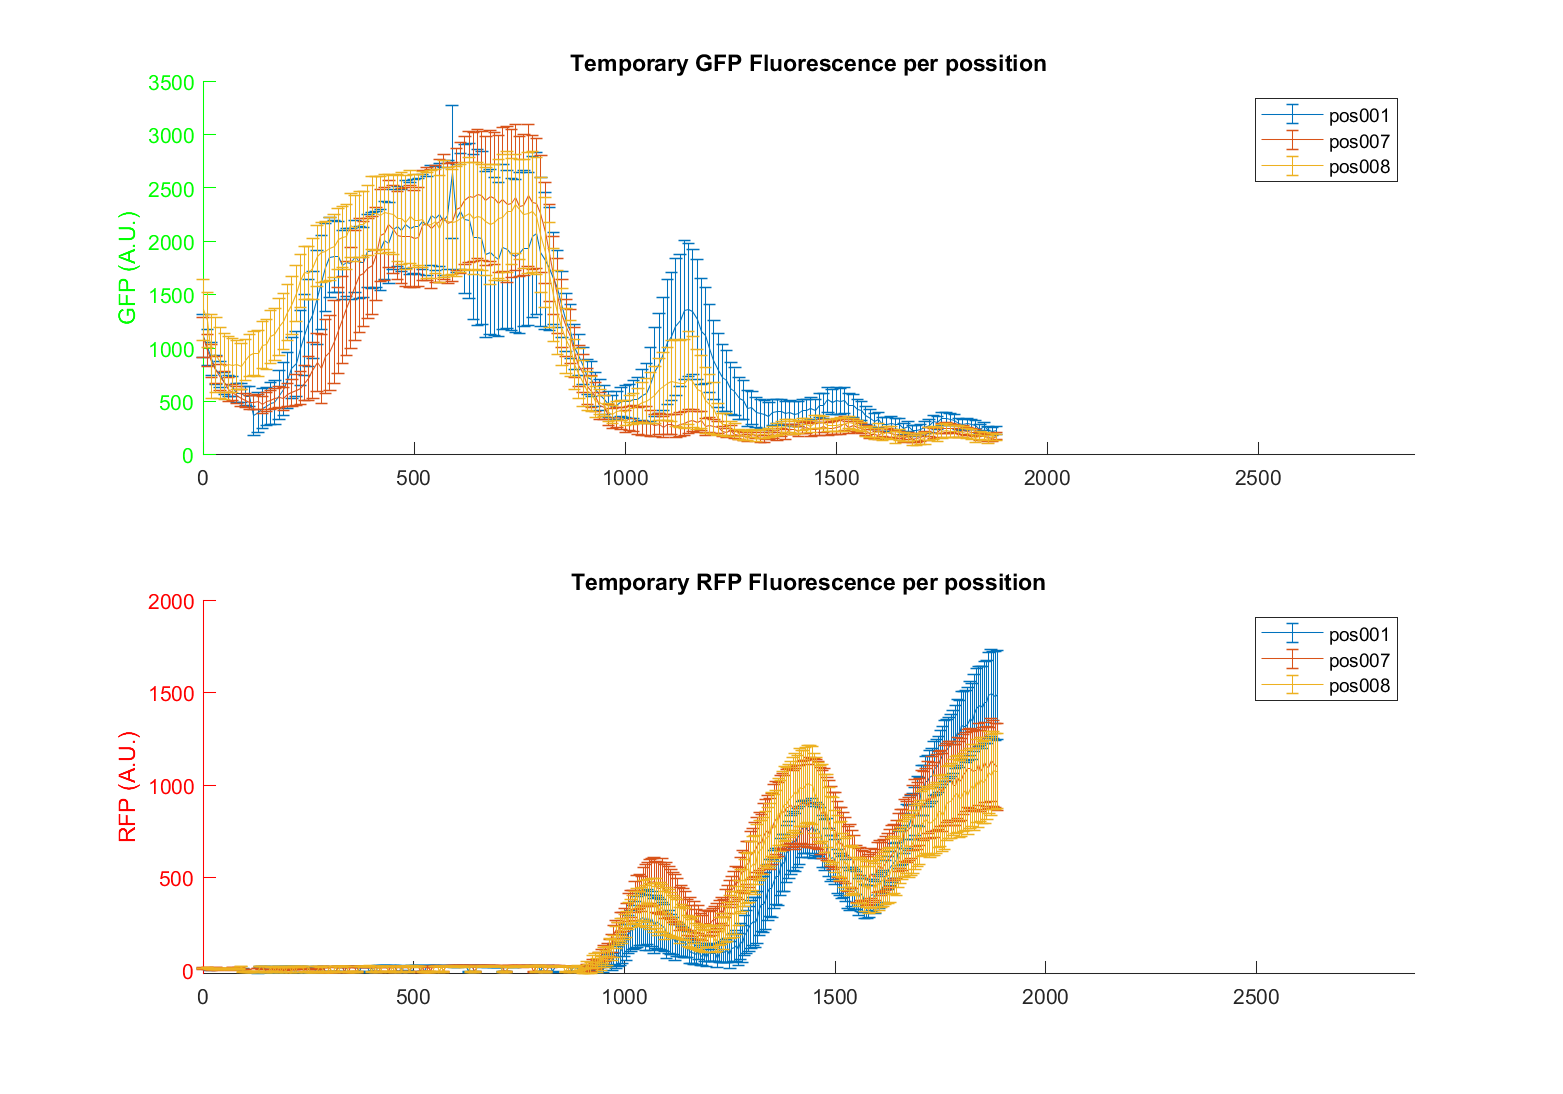 Temporary GFP Fluorescence per possition
3500
3000
2500
2000
1500
1000
500
0
GFP (A.U.)
pos001
pos007
pos008
0 500 1000 1500 2000 2500
Temporary RFP Fluorescence per possition
2000
1500
1000
500
0
RFP (A.U.)
pos001
pos007
pos008
0 500 1000 1500 2000 2500